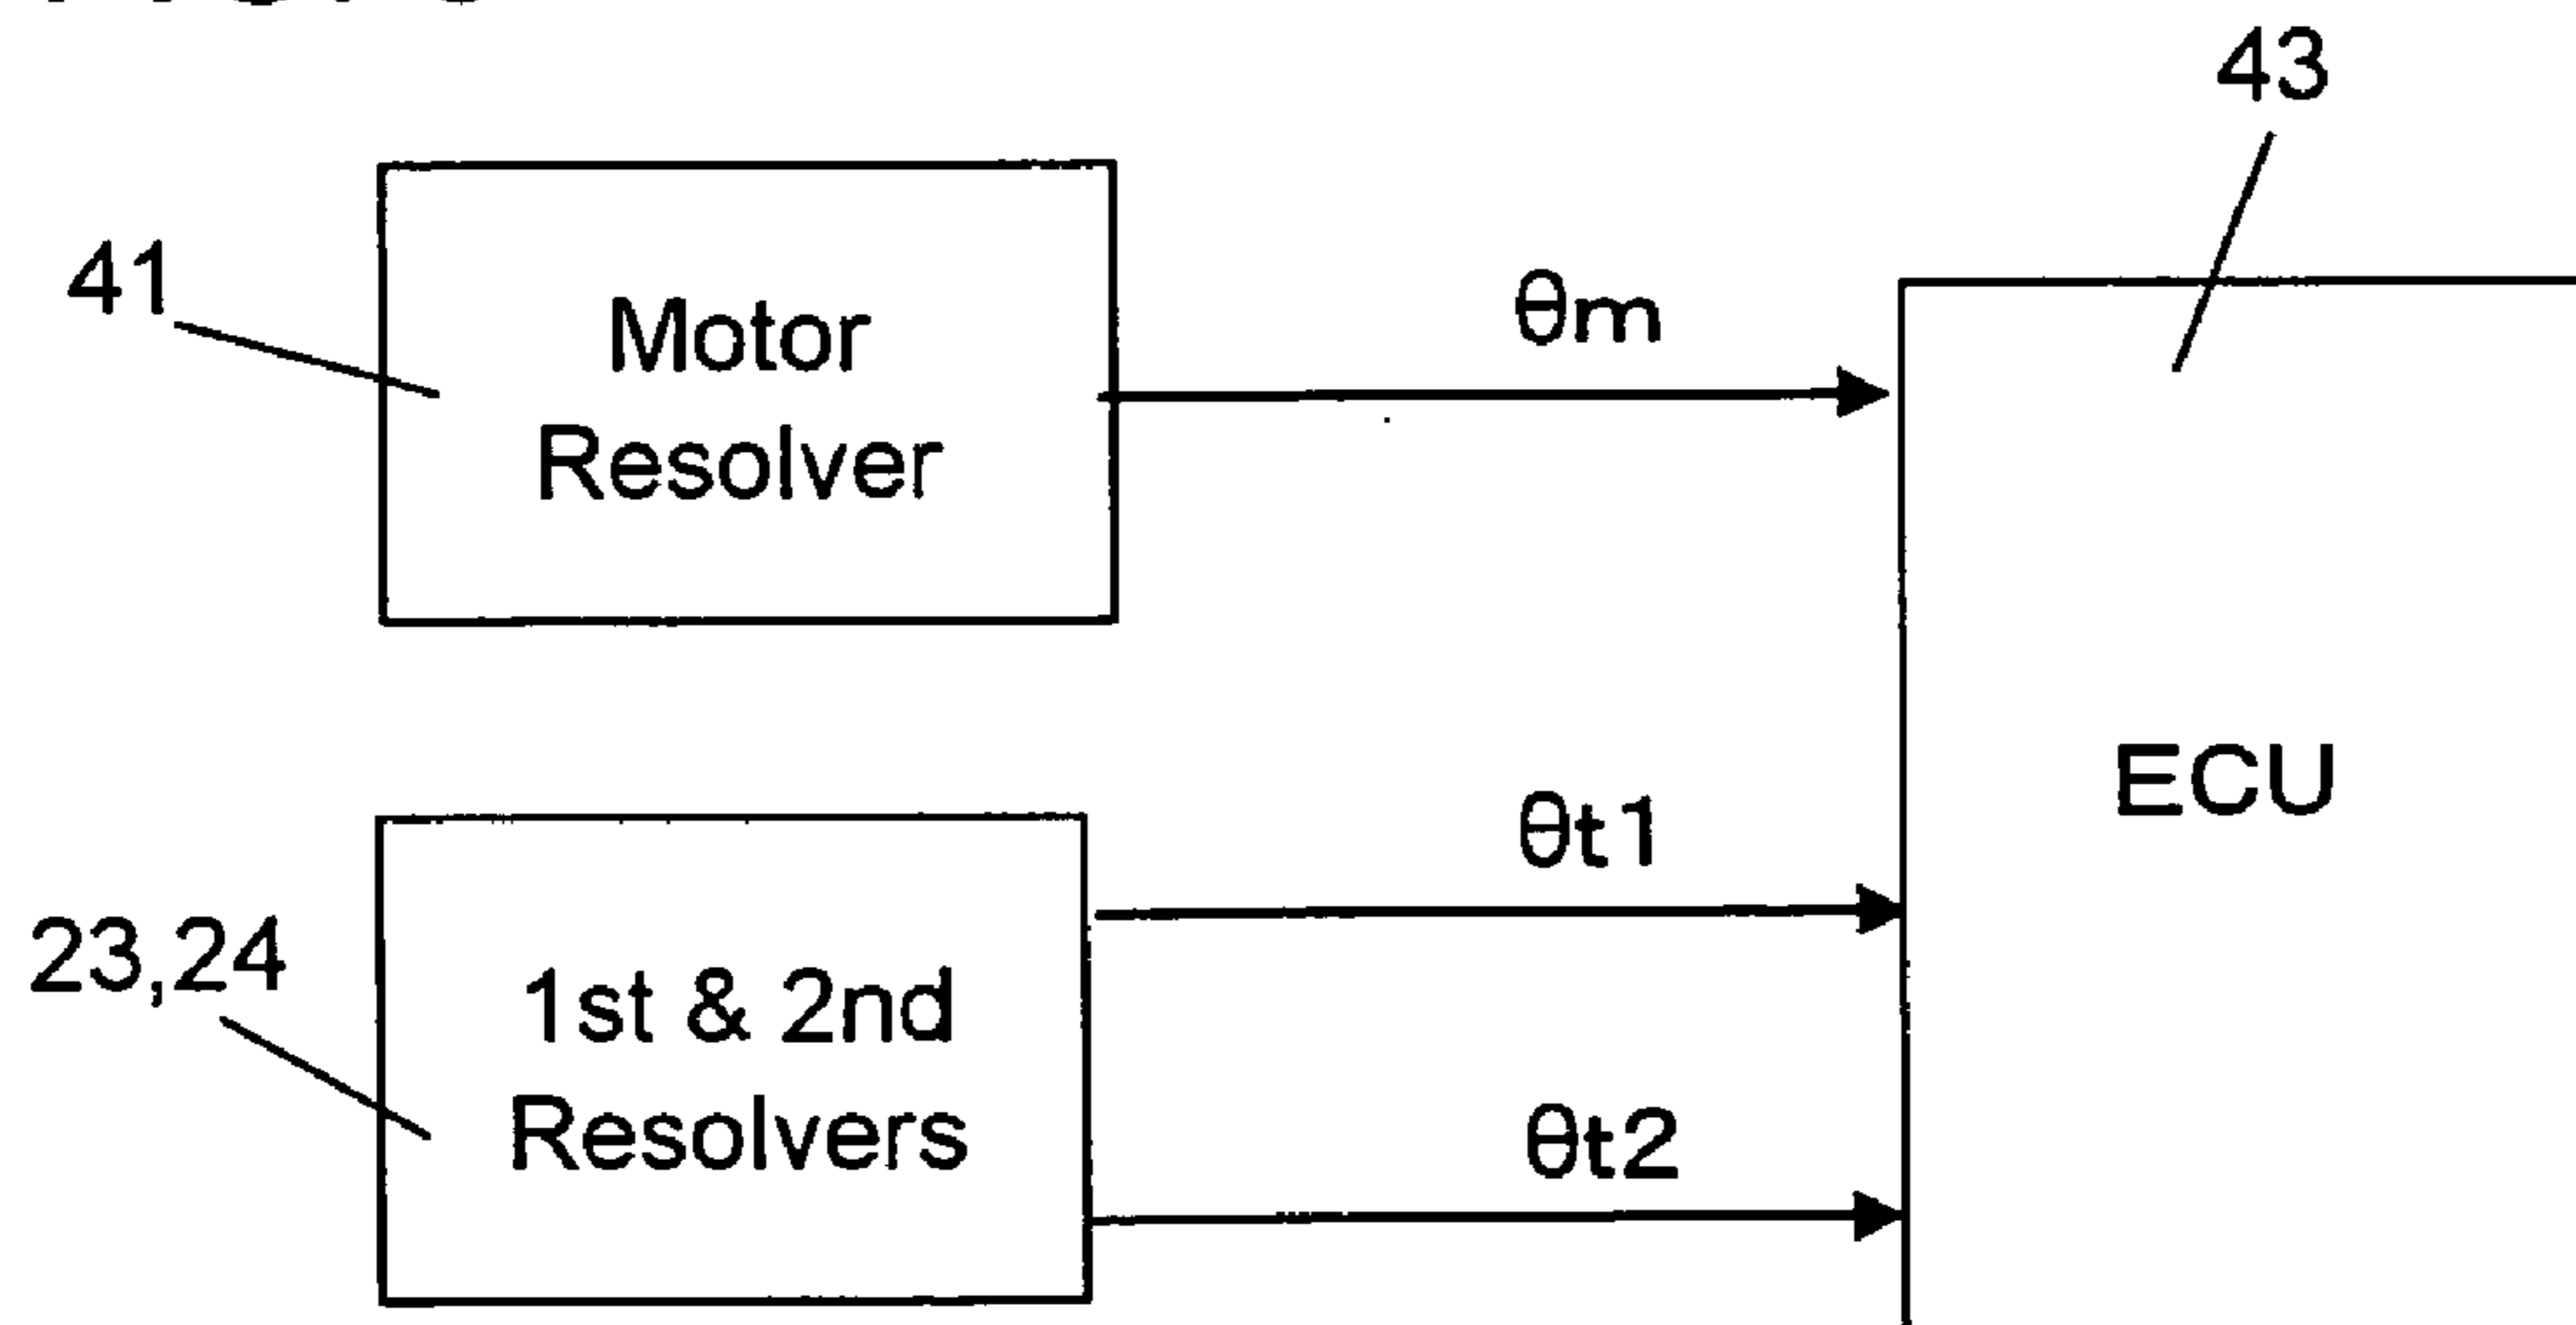 43
41
Motor
Resolver
θm
ECU
θt1
23,24
1st & 2nd
Resolvers
θt2